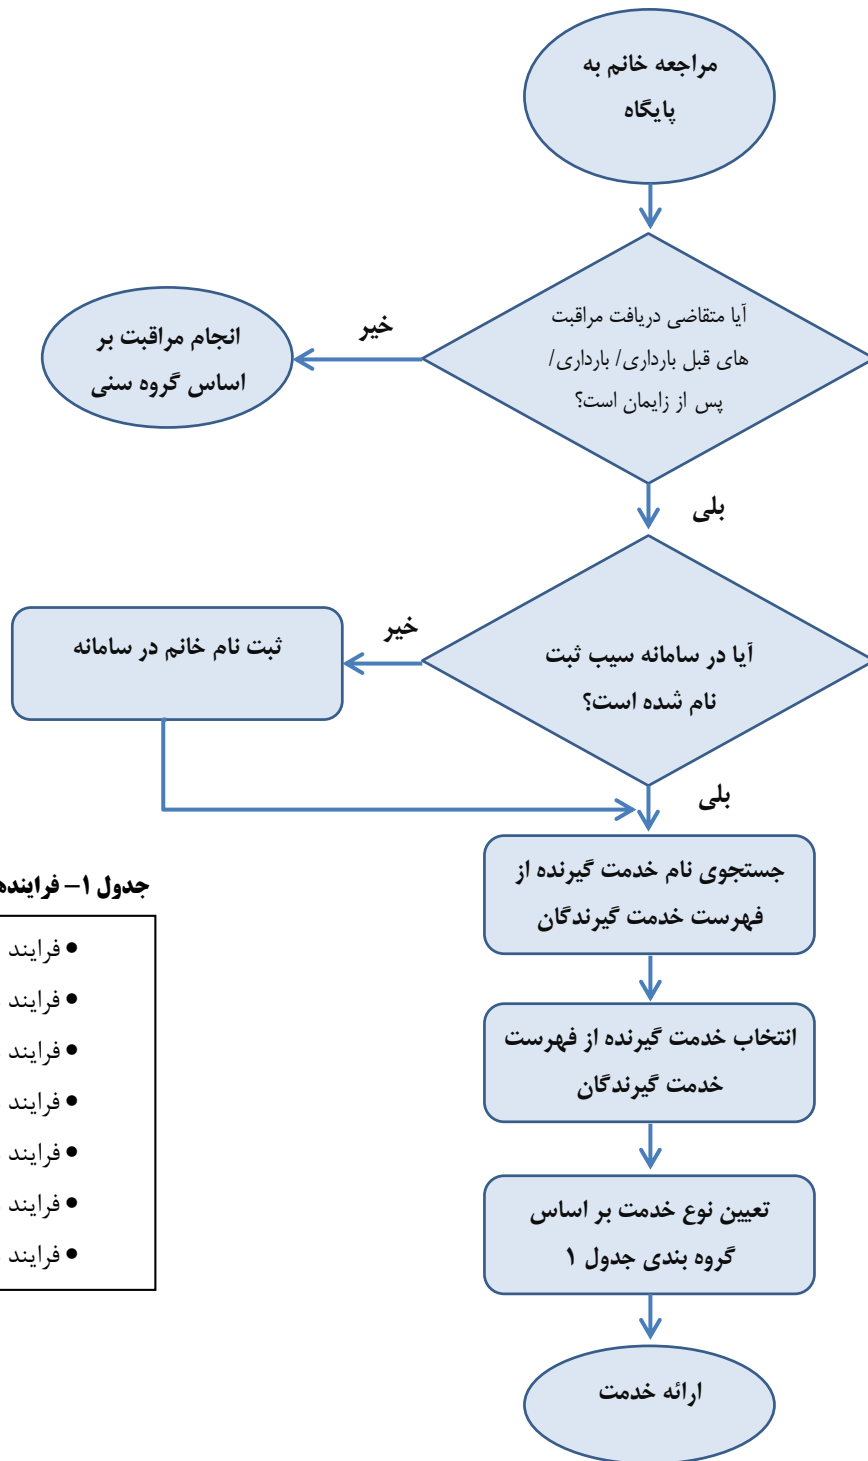 مراجعه خانم به
پایگاه
آیا متقاضی دریافت مراقبت
های قبل بارداری/ بارداری/
پس از زایمان است؟
خیر
انجام مراقبت بر
اساس گروه سنی
بلی
آیا در سامانه سیب ثبت
نام شده است؟
خیر
ثبت نام خانم در سامانه
بلی
جستجوی نام خدمت گیرنده از
فهرست خدمت گیرندگان
انتخاب خدمت گیرنده از فهرست
خدمت گیرندگان
تعیین نوع خدمت بر اساس
گروه بندی جدول ۱
ارائه خدمت
جدول ۱- فرایندها
• فرایند
• فرایند
• فرایند
• فرایند
• فرایند
• فرایند
• فرایند